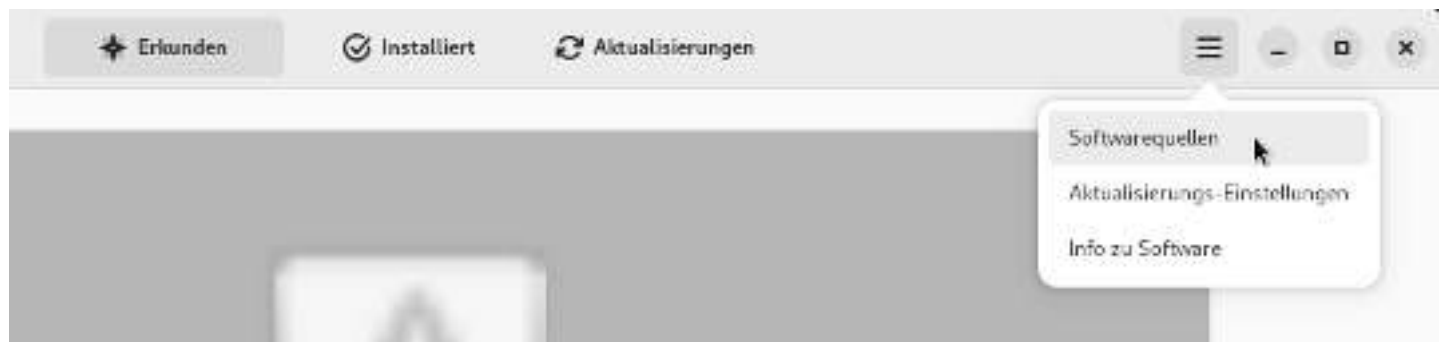 Erkunden
Installiert
Aktualisierungen
Softwarequellen
Aktualisierungs-Einstellungen
Info zu Software